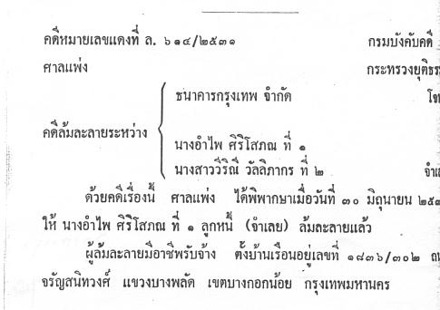 คดีหมายเลขแดงที่ ล. ๖๑๔/๒๕๓๑ กรมบังคับคดี
ศาลแพ่ง กระทรวงยุติธรร
ธนาคารกรุงเทพ จำกัด โจท
คดีล้มละลายระหว่าง
นางอำไพ ศิริโสภณ ที่ ๑
นางสาววีริณี วัลลิภากร ที่ ๒ จำเล
ด้วยคดีเรื่องนี้ ศาลแพ่ง ได้พิพากษาเมื่อวันที่ ๓๐ มิถุนายน ๒๕๓
ให้ นางอำไพ ศิริโสภณ ที่ ๑ ลูกหนี้ (จำเลย) ล้มละลายแล้ว
ผู้ล้มละลายมีอาชีพรับจ้าง ตั้งบ้านเรือนอยู่เลขที่ ๑๘๓๖/๓๐๒ ถน
จรัญสนิทวงศ์ แขวงบางพลัด เขตบางกอกน้อย กรุงเทพมหานคร